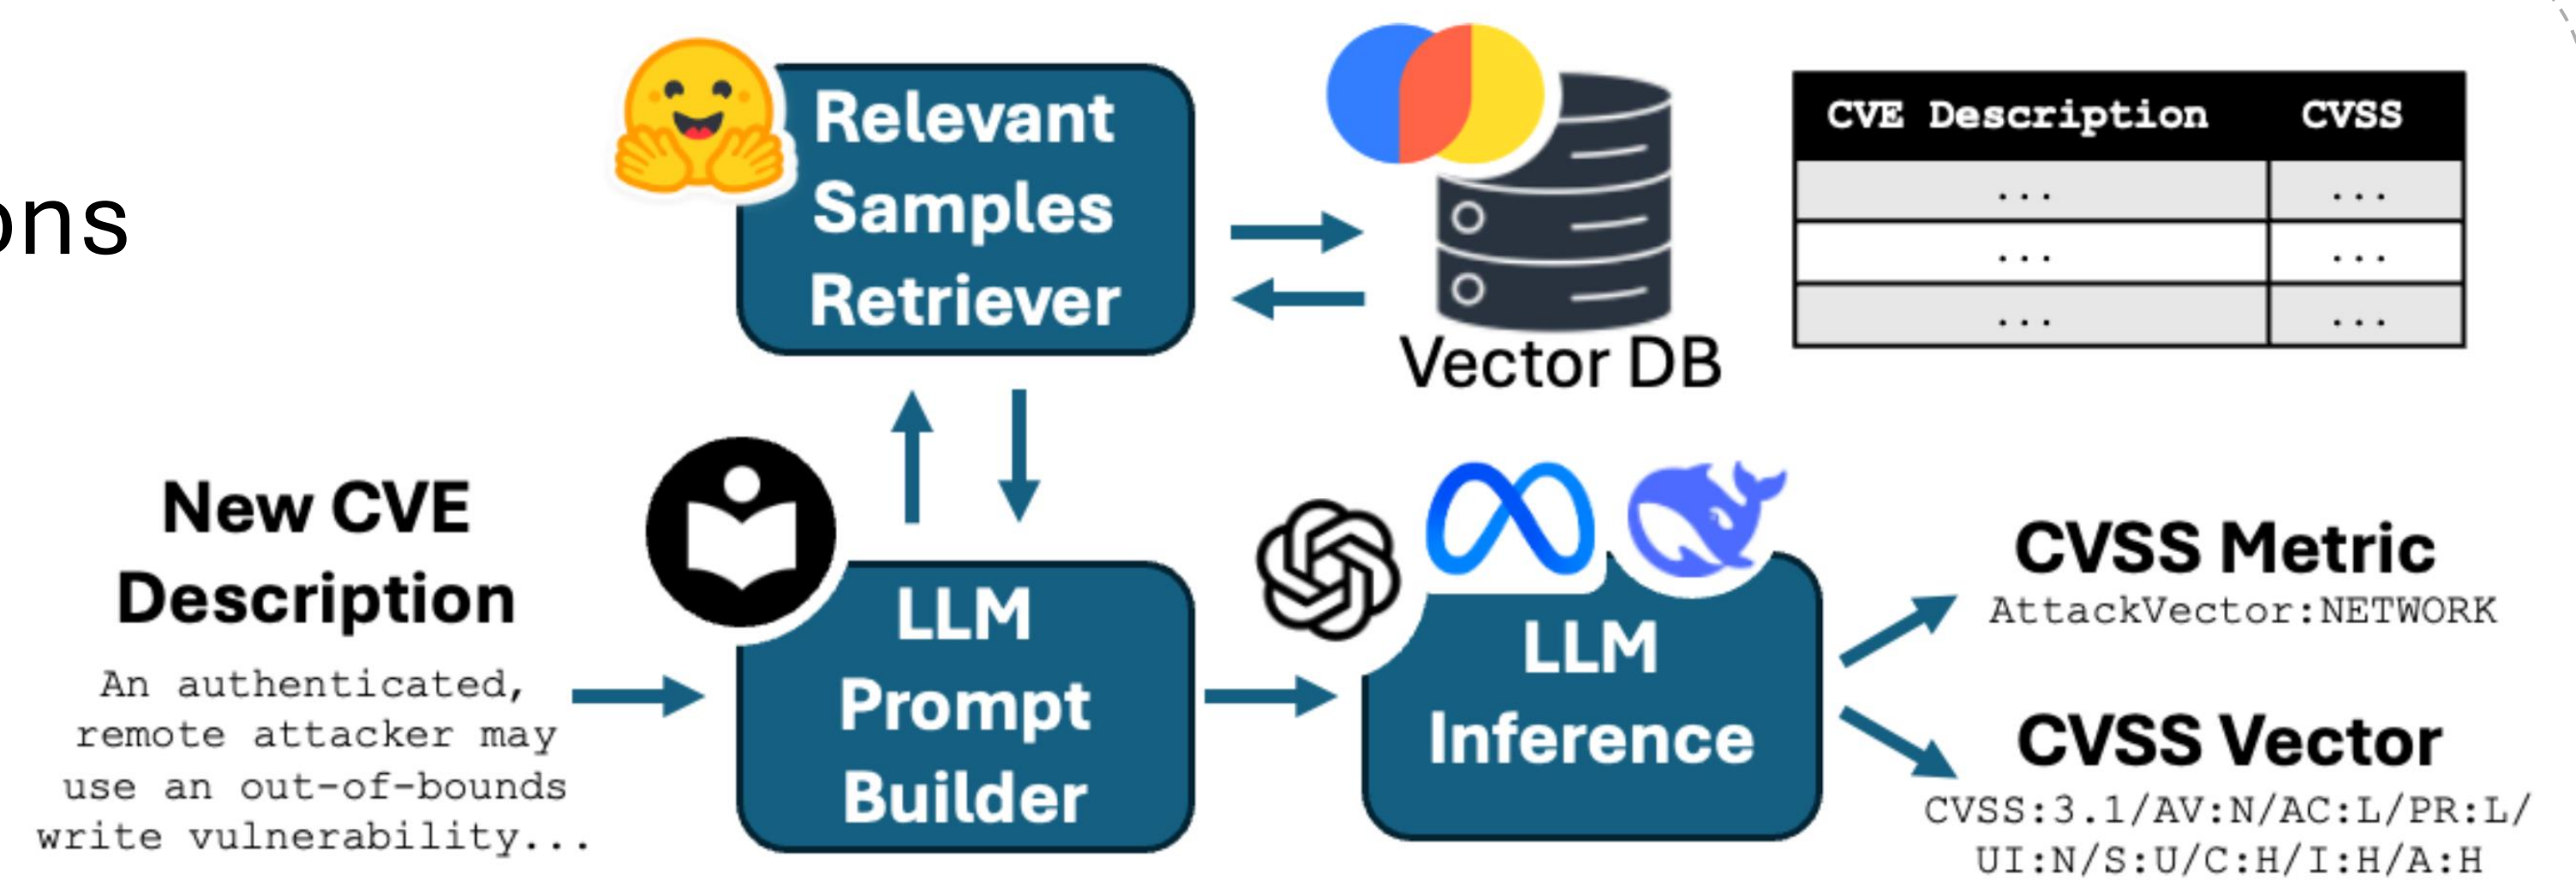 ons
Relevant
Samples
Retriever
Vector DB
CVE Description CVSS
... ...
... ...
... ...
New CVE
Description
An authenticated,
remote attacker may
use an out-of-bounds
write vulnerability...
LLM
Prompt
Builder
LLM
Inference
CVSS Metric
AttackVector:NETWORK
CVSS Vector
CVSS:3.1/AV:N/AC:L/PR:L/
UI:N/S:U/C:H/I:H/A:H